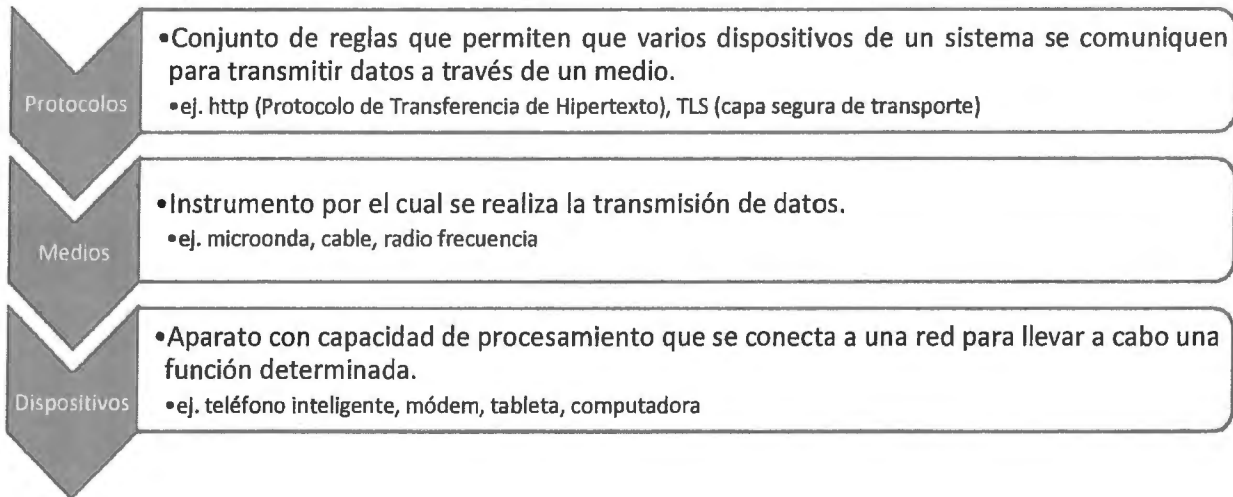 Protocolos
•Conjunto de reglas que permiten que varios dispositivos de un sistema se comuniquen
para transmitir datos a través de un medio.
•ej. http (Protocolo de Transferencia de Hipertexto), TLS (capa segura de transporte)
Medios
•Instrumento por el cual se realiza la transmisión de datos.
•ej. microonda, cable, radio frecuencia
Dispositivos
•Aparato con capacidad de procesamiento que se conecta a una red para llevar a cabo una
función determinada.
•ej. teléfono inteligente, módem, tableta, computadora